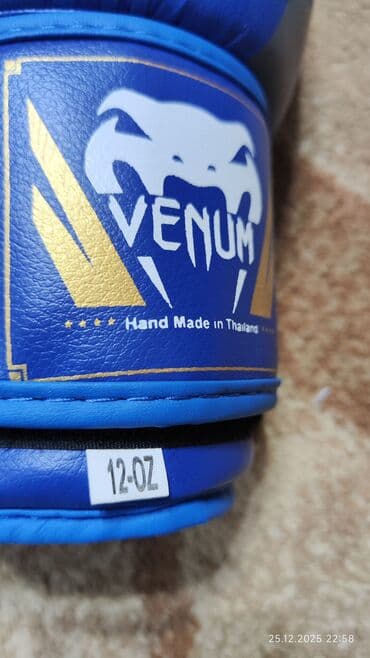 VENUM
★★★★ Hand Made in Thailand ★★★★
12-OZ
25.12.2025 22:58